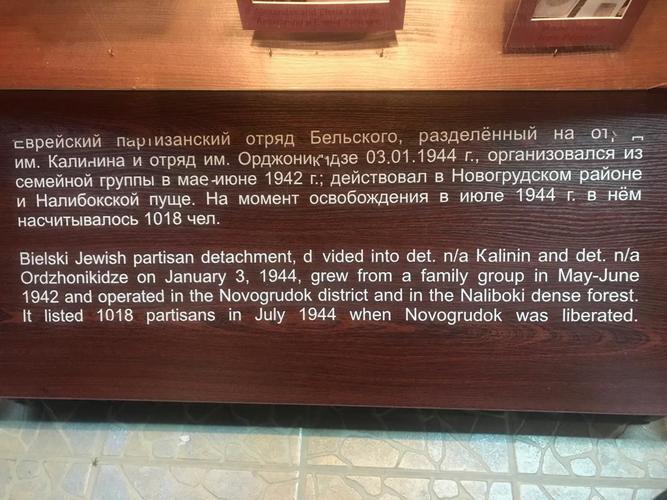 Еврейский партизанский отряд Бельского, разделённый на
им. Калинина и отряд им. Орджоникидзе 03.01.1944 г., организовался из
семейной группы в мае-июне 1942 г.; действовал в Новогрудском районе
и Налибокской пуще. На момент освобождения в июле 1944 г. в нём
насчитывалось 1018 чел.
Bielski Jewish partisan detachment, d vided into det. n/a Kalinin and det. n/a
Ordzhonikidze on January 3, 1944, grew from a family group in May-June
1942 and operated in the Novogrudok district and in the Naliboki dense forest.
It listed 1018 partisans in July 1944 when Novogrudok was liberated.